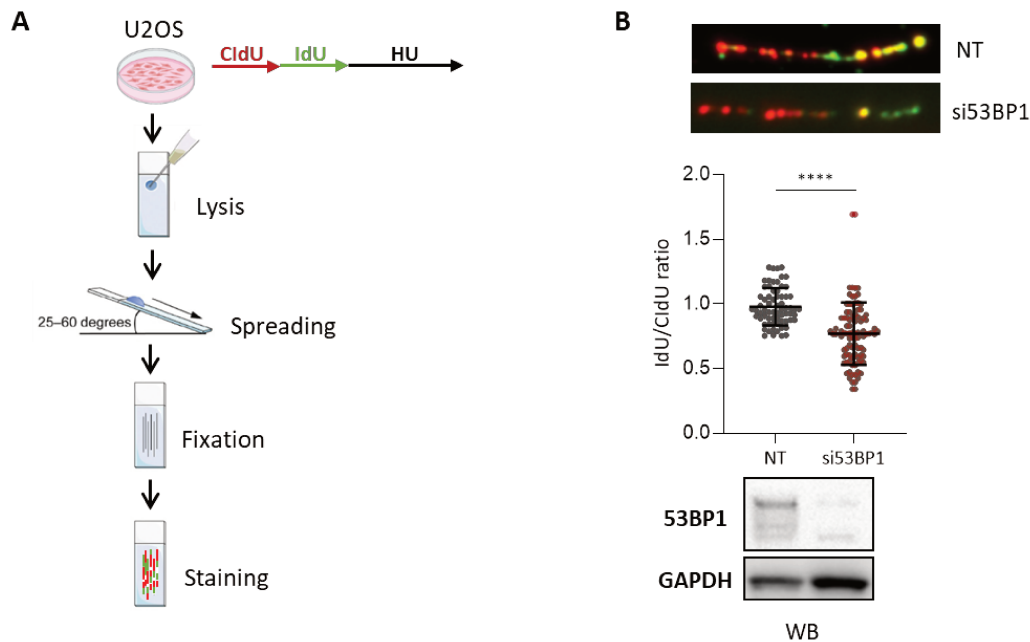 A
U2OS
CldU
IdU
HU
Lysis
25–60 degrees
Spreading
Fixation
Staining
B
NT
si53BP1
****
2.0
1.5
1.0
0.5
0.0
IdU/CldU ratio
NT
si53BP1
53BP1
GAPDH
WB